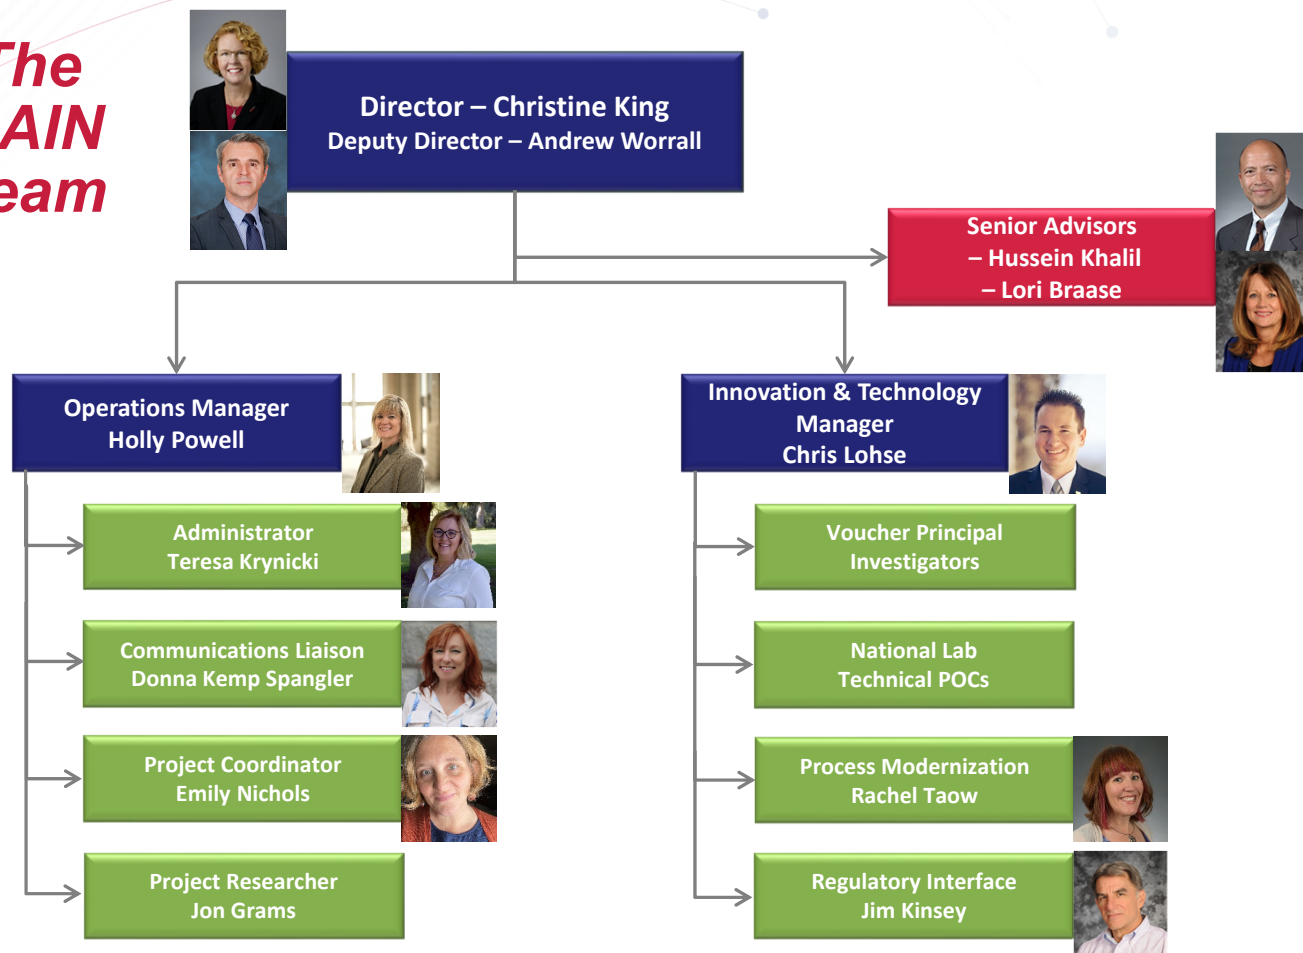 The
AIN
eam
Director – Christine King
Deputy Director – Andrew Worrall
Senior Advisors
– Hussein Khalil
– Lori Braase
Operations Manager
Holly Powell
Innovation & Technology
Manager
Chris Lohse
Administrator
Teresa Krynicki
Communications Liaison
Donna Kemp Spangler
Project Coordinator
Emily Nichols
Project Researcher
Jon Grams
Voucher Principal
Investigators
National Lab
Technical POCs
Process Modernization
Rachel Taow
Regulatory Interface
Jim Kinsey